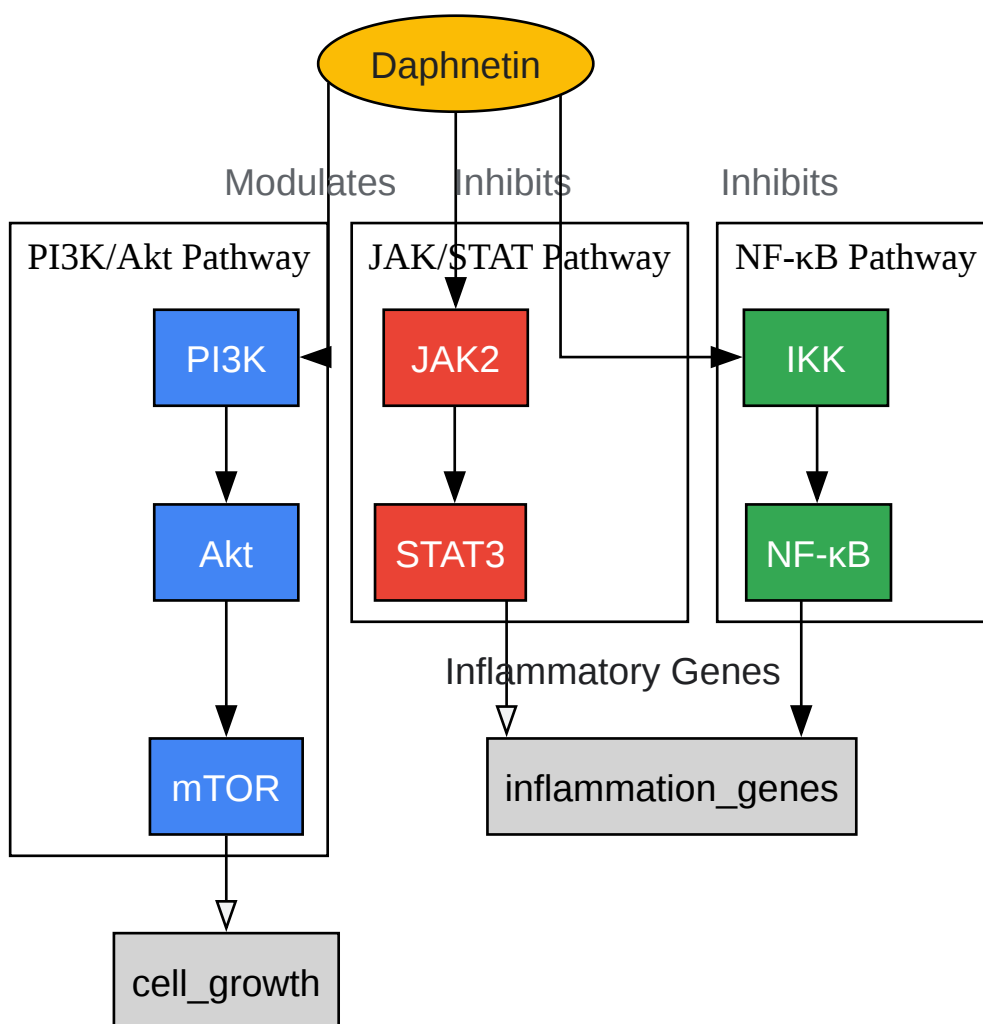 Daphnetin
Modulates
Inhibits
Inhibits
PI3K/Akt Pathway
JAK/STAT Pathway
NF-κB Pathway
PI3K
JAK2
IKK
Akt
STAT3
NF-κB
Inflammatory Genes
mTOR
inflammation_genes
cell_growth